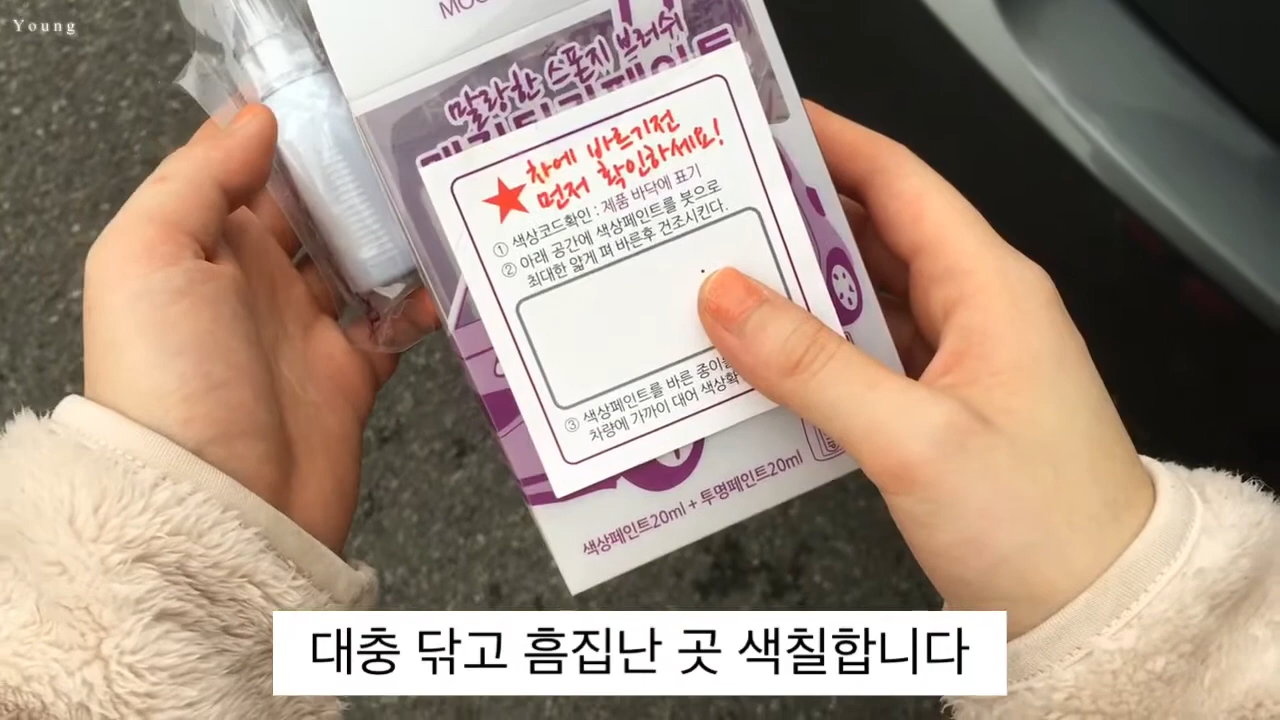 Young
말랑한 스폰지 브러쉬
차에 바르기전
먼저 확인하세요!
① 색상코드확인 : 제품 바닥에 표기
② 아래 공간에 색상페인트를 붓으로
최대한 얇게 펴 바른후 건조시킨다.
③ 색상페인트를 바른 종이를
차량에 가까이 대어 색상확
색상페인트20ml + 투명페인트20ml
대충 닦고 흠집난 곳 색칠합니다